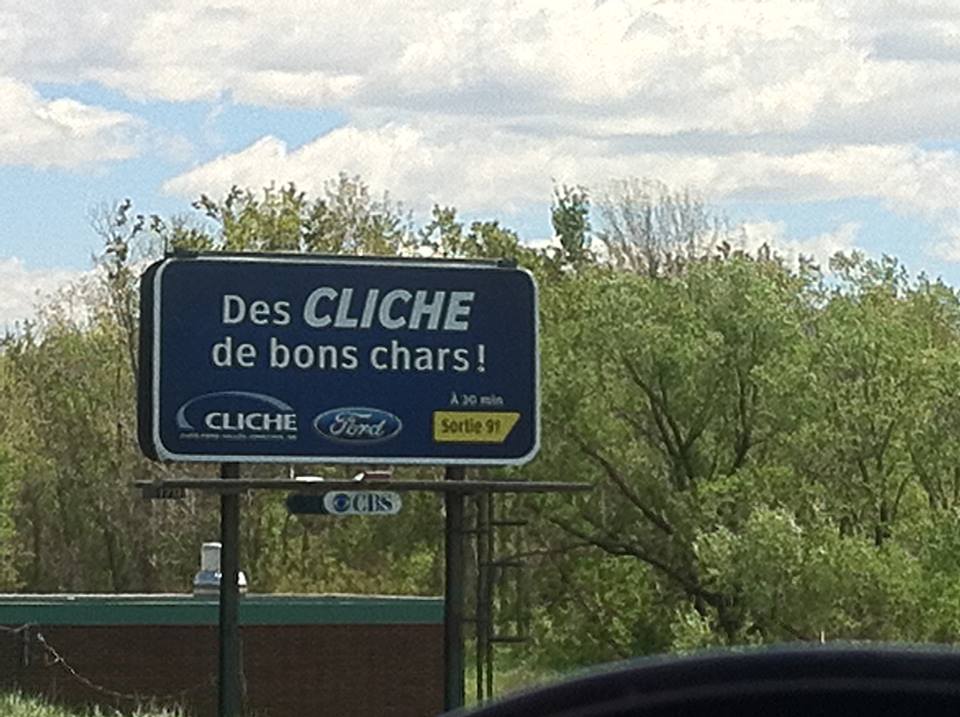 Des CLICHE
de bons chars!
À 30 min
CLICHE
Ford
Sortie 91
CBS